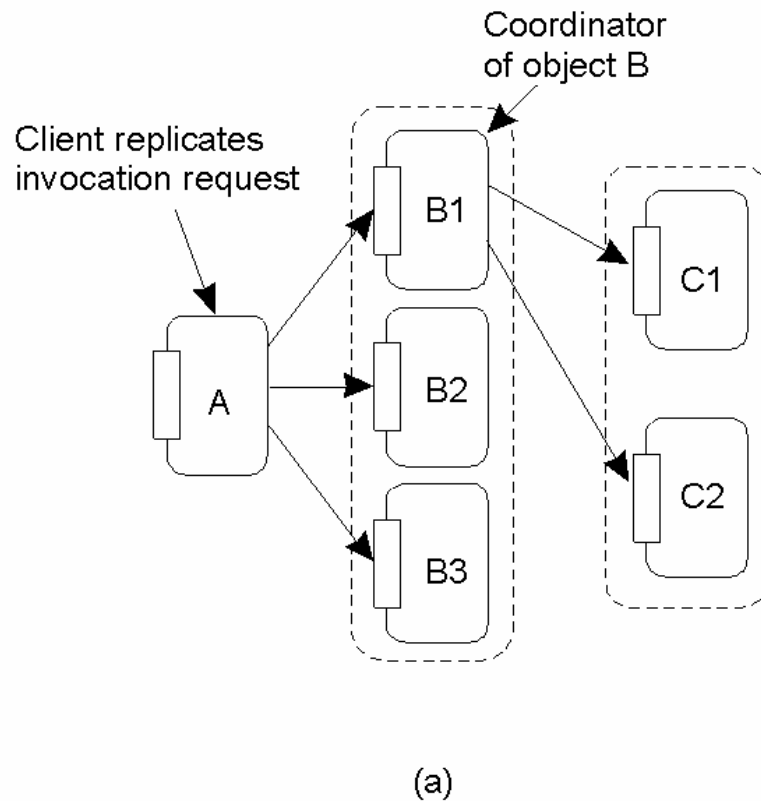 Coordinator
of object B
Client replicates
invocation request
A
B1
B2
B3
C1
C2
(a)